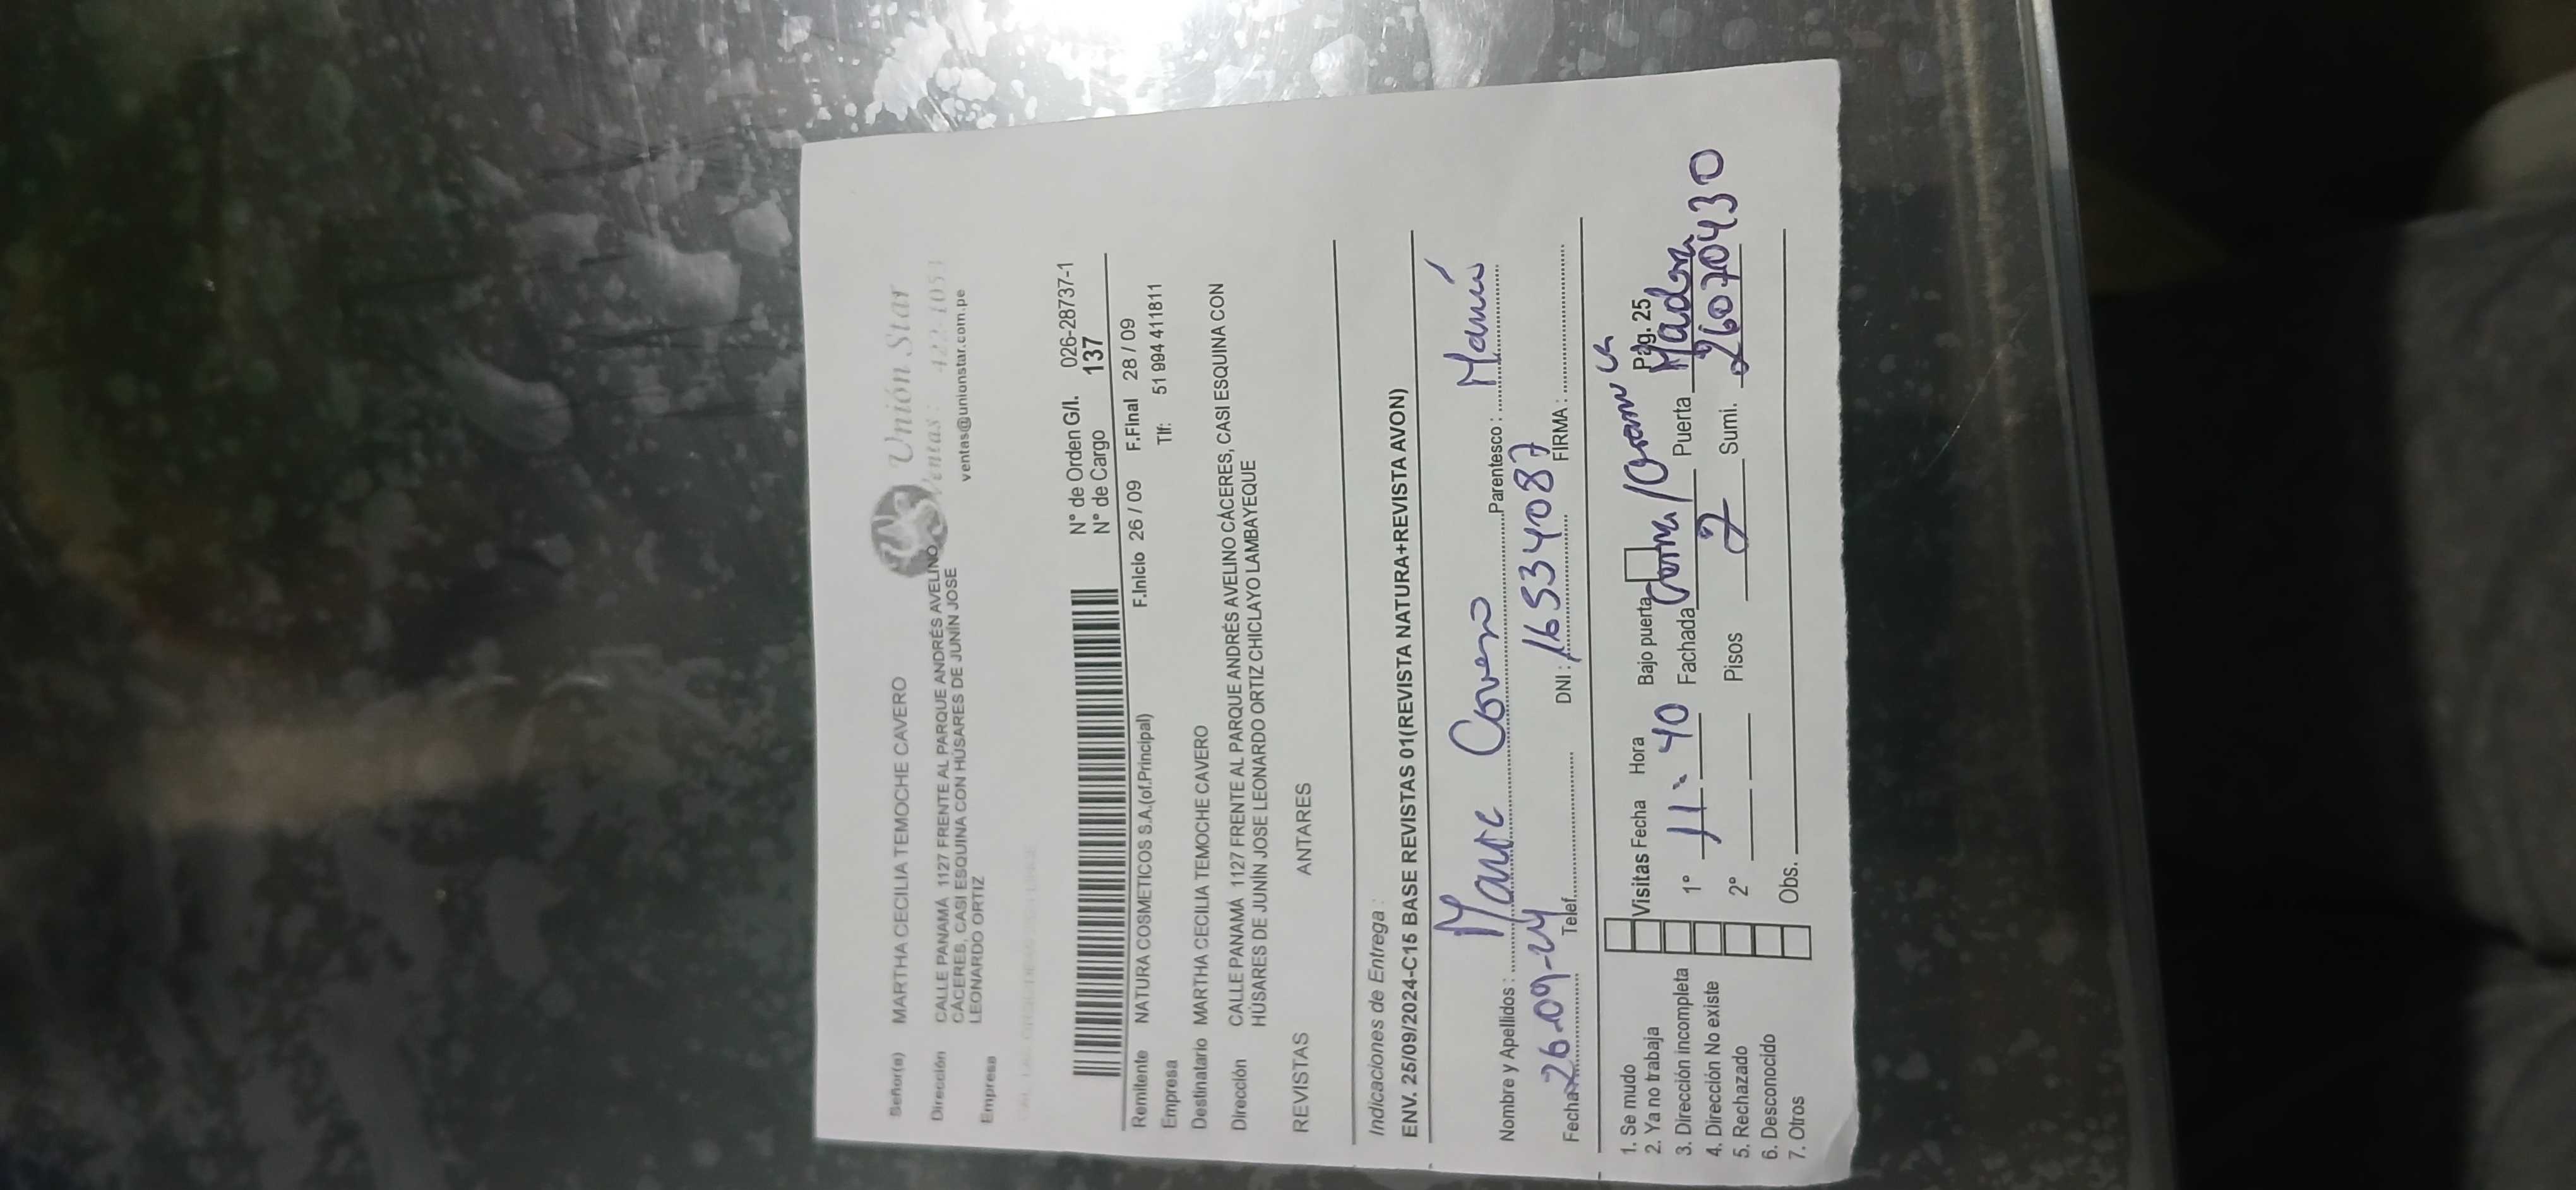 Unión Star
Señor(a) MARTHA CECILIA TEMOCHE CAVERO
Ventas: 422-1051
Dirección CALLE PANAMÁ 1127 FRENTE AL PARQUE ANDRÉS AVELINO
CÁCERES, CASI ESQUINA CON HÚSARES DE JUNÍN JOSE
LEONARDO ORTIZ
ventas@unionstar.com.pe
Empresa
N° de Orden G/I. 026-28737-1
N° de Cargo 137
Remitente NATURA COSMETICOS S.A.(of.Principal) F.Inicio 26 / 09 F.Final 28 / 09
Empresa Tlf: 51 994 411811
Destinatario MARTHA CECILIA TEMOCHE CAVERO
Dirección CALLE PANAMÁ 1127 FRENTE AL PARQUE ANDRÉS AVELINO CÁCERES, CASI ESQUINA CON
HÚSARES DE JUNÍN JOSE LEONARDO ORTIZ CHICLAYO LAMBAYEQUE
REVISTAS ANTARES
Indicaciones de Entrega :
ENV. 25/09/2024-C15 BASE REVISTAS 01(REVISTA NATURA+REVISTA AVON)
Nombre y Apellidos : Parentesco : Mamá
Fecha 26-09-24 Telef. DNI : 16534087 FIRMA :
1. Se mudo
2. Ya no trabaja Visitas Fecha Hora Bajo puerta Pág. 25
3. Dirección incompleta 1° 11:40 Fachada Crema / Puerta Madera
4. Dirección No existe
5. Rechazado 2° Pisos 2 Sumi. 26070430
6. Desconocido
7. Otros Obs.